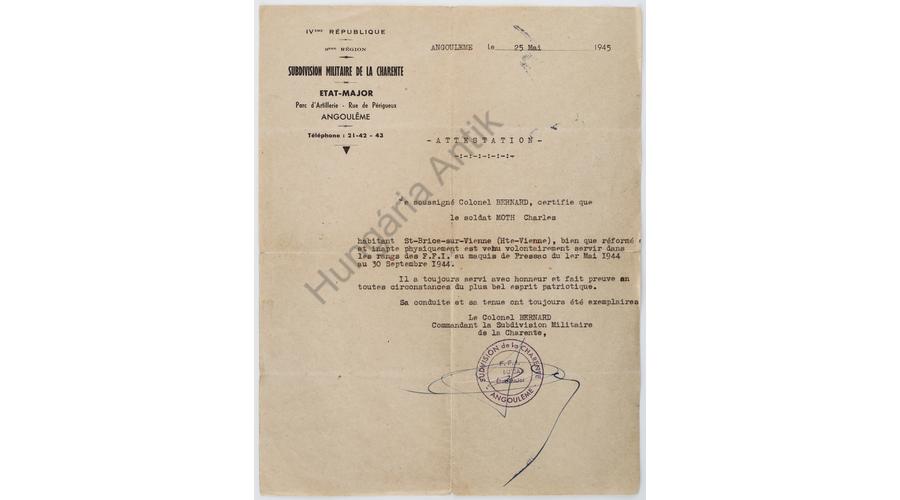 IVème RÉPUBLIQUE
RÉGION
SUBDIVISION MILITAIRE DE LA CHARENTE
ETAT-MAJOR
Parc d'Artillerie - Rue de Périgueux
ANGOULÊME
Téléphone : 21-42 - 43
ANGOULEME le 25 Mai 1945
- A T T E S T A T I O N -
-:-:-:-:-:-:-
Je soussigné Colonel BERNARD, certifie que
le soldat MOTH Charles
habitant St-Brice-sur-Vienne (Hte-Vienne), bien que réformé e
et inapte physiquement est venu volontairement servir dans
les rangs des F.F.I. au maquis de Pressac du 1er Mai 1944
au 30 Septembre 1944.
Il a toujours servi avec honneur et fait preuve en
toutes circonstances du plus bel esprit patriotique.
Sa conduite et sa tenue ont toujours été exemplaires
Le Colonel BERNARD
Commandant la Subdivision Militaire
de la Charente,
SUDVISION de la CHARENTE
F.F.I.
ANGOULÊME
Hungária Antik